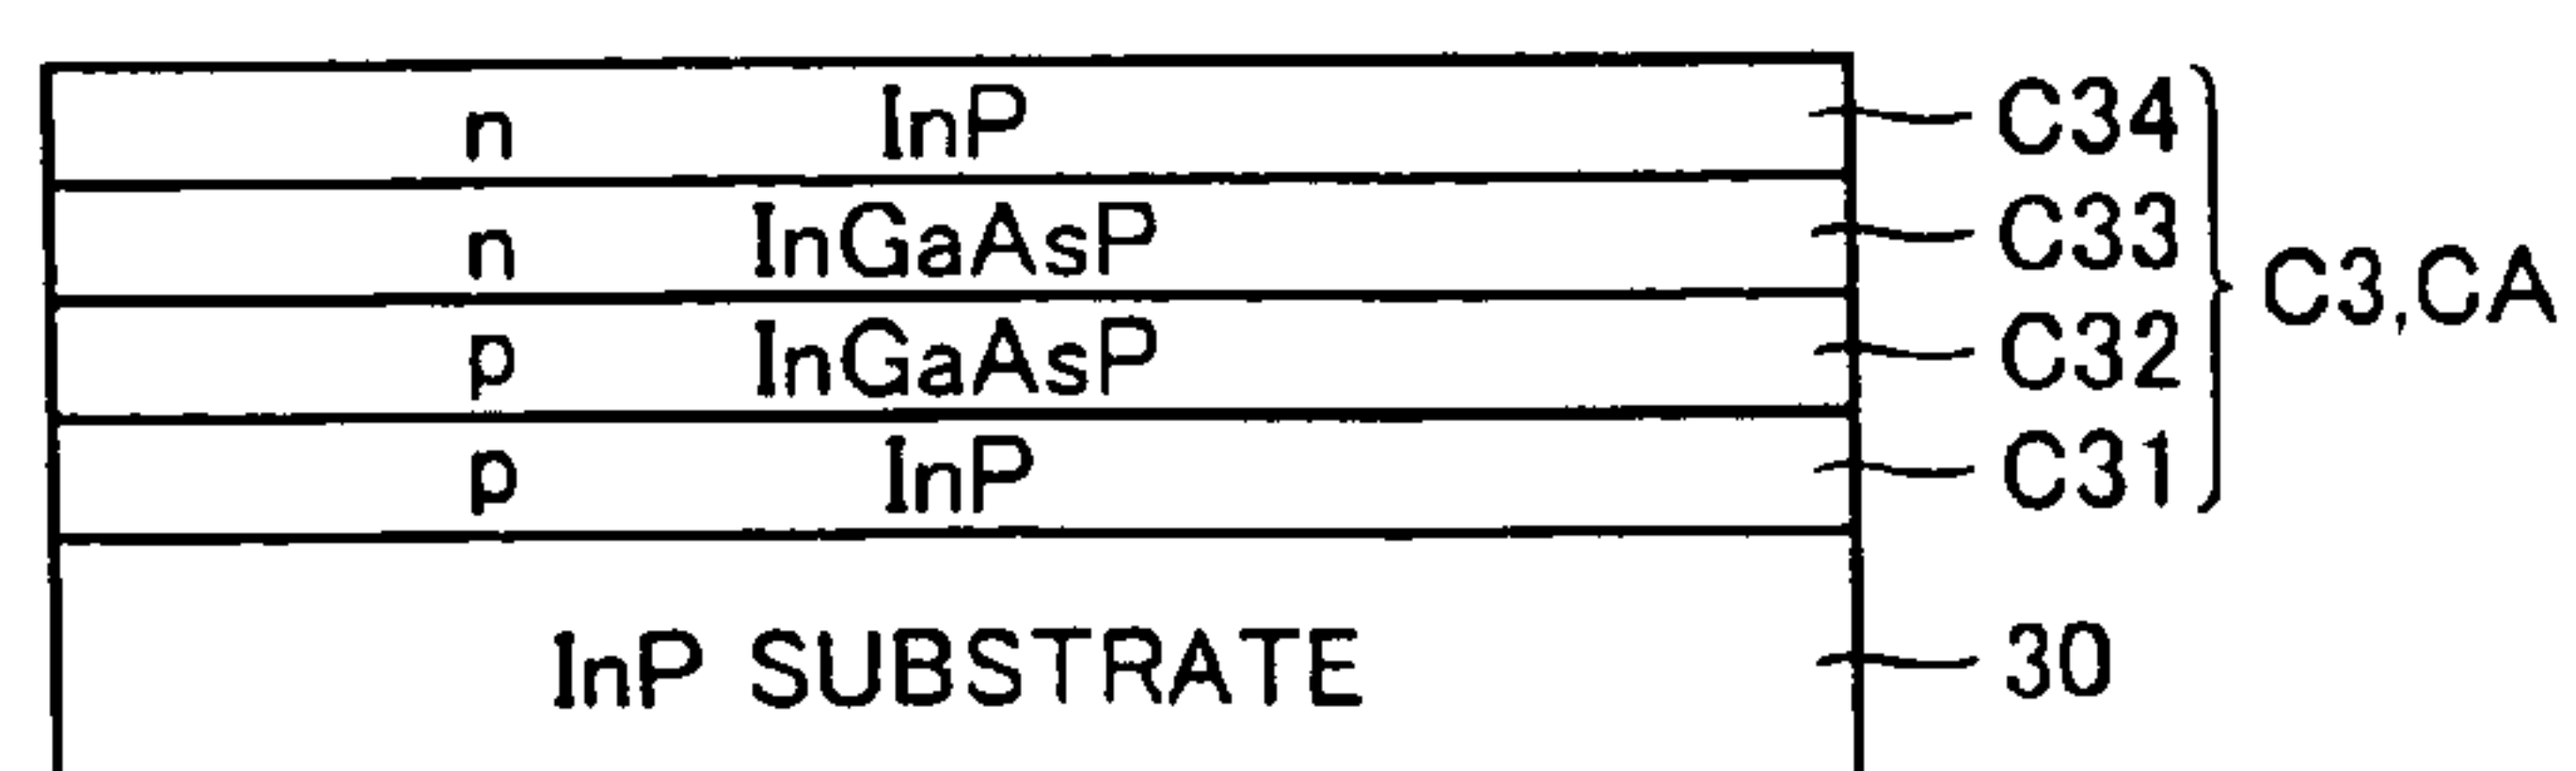 n InP C34
n InGaAsP C33
C3,CA
p InGaAsP C32
p InP C31
InP SUBSTRATE 30